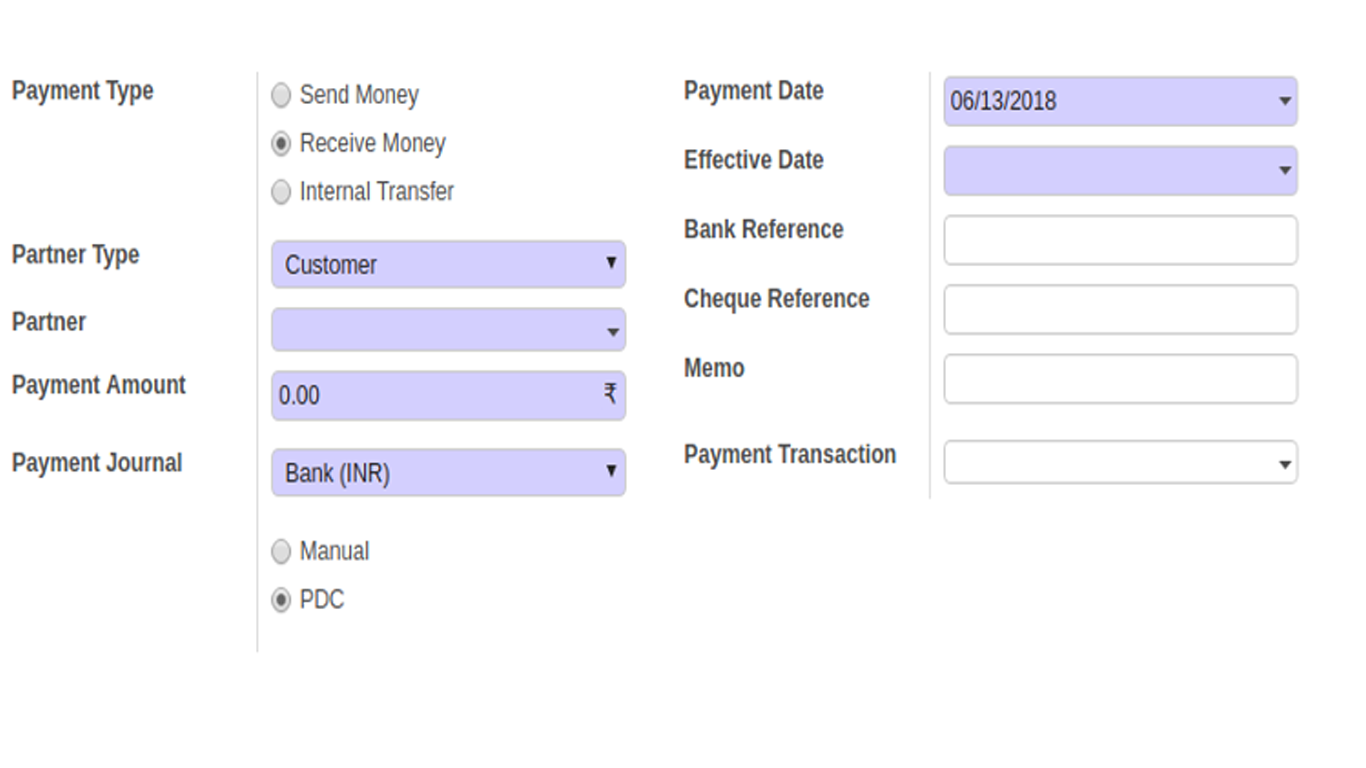 Payment Type
Send Money
Receive Money
Internal Transfer
Partner Type
Customer
Partner
Payment Amount
0.00 ₹
Payment Journal
Bank (INR)
Manual
PDC
Payment Date
06/13/2018
Effective Date
Bank Reference
Cheque Reference
Memo
Payment Transaction